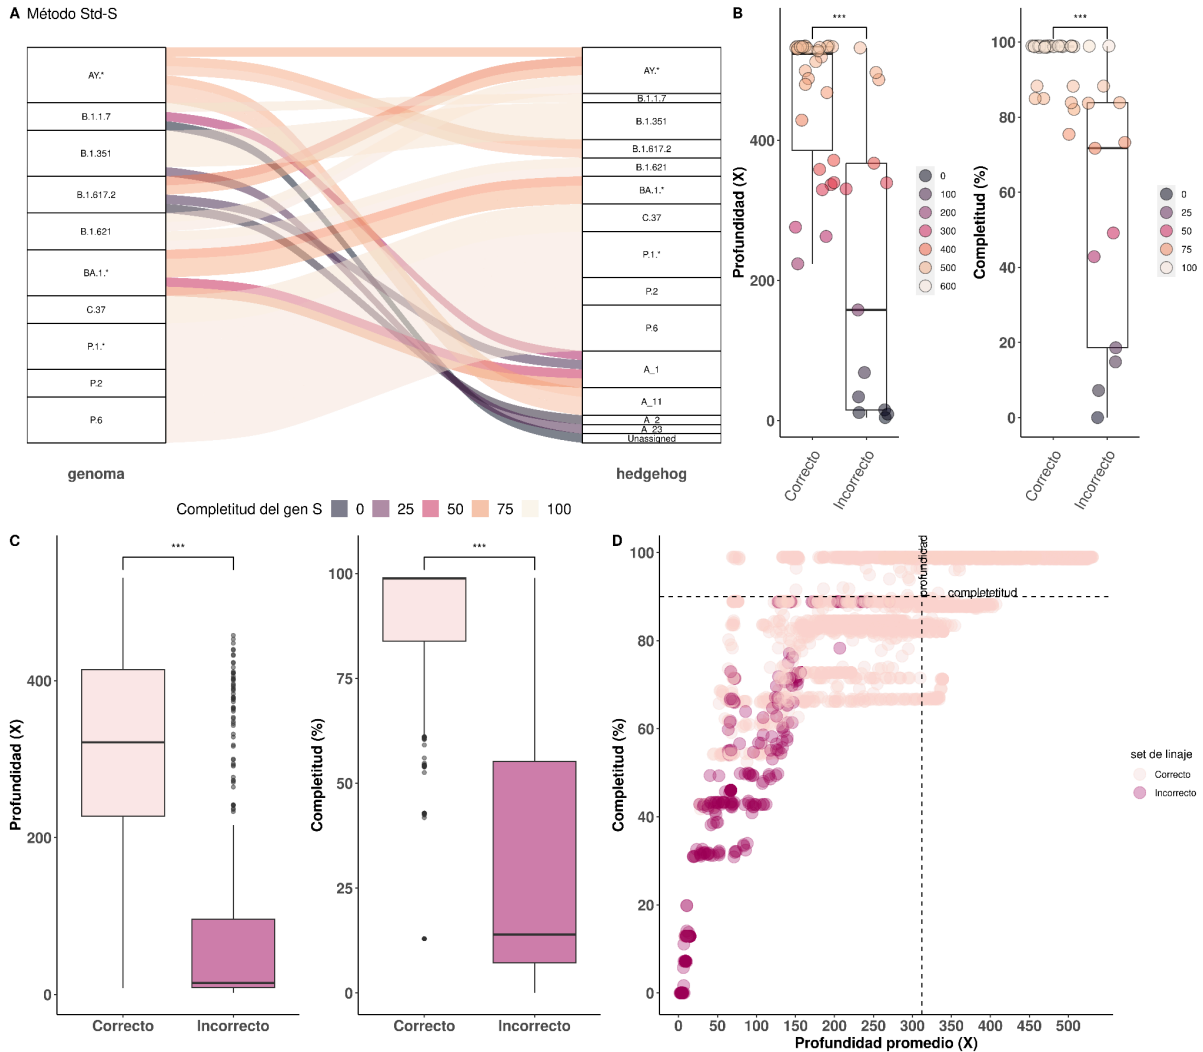 A Método Std-S
AY.*
B.1.1.7
B.1.351
B.1.617.2
B.1.621
BA.1.*
C.37
P.1.*
P.2
P.6
genoma
AY.*
B.1.1.7
B.1.351
B.1.617.2
B.1.621
BA.1.*
C.37
P.1.*
P.2
P.6
A_1
A_11
A_2
A_23
Unassigned
hedgehog
Completitud del gen S 0 25 50 75 100
B
***
Profundidad (X)
400
200
0
Correcto
Incorrecto
0
100
200
300
400
500
600
***
Completitud (%)
100
80
60
40
20
0
Correcto
Incorrecto
0
25
50
75
100
C
***
Profundidad (X)
400
200
0
Correcto
Incorrecto
***
Completitud (%)
100
75
50
25
0
Correcto
Incorrecto
D
Completitud (%)
100
80
60
40
20
0
profundidad
completetitud
0 50 100 150 200 250 300 350 400 450 500
Profundidad promedio (X)
set de linaje
Correcto
Incorrecto